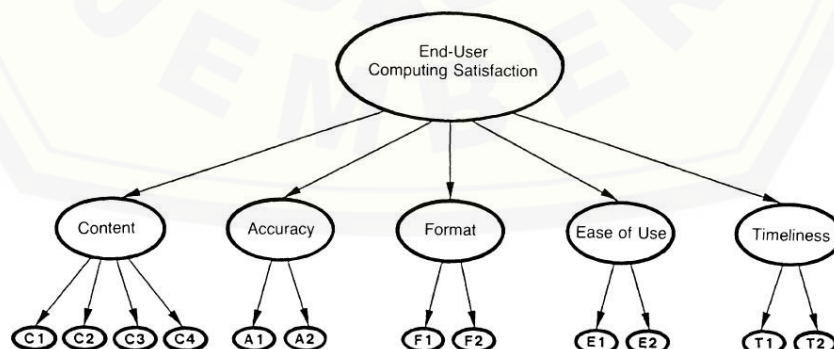 End-User
Computing Satisfaction
Content
Accuracy
Format
Ease of Use
Timeliness
C1
C2
C3
C4
A1
A2
F1
F2
E1
E2
T1
T2